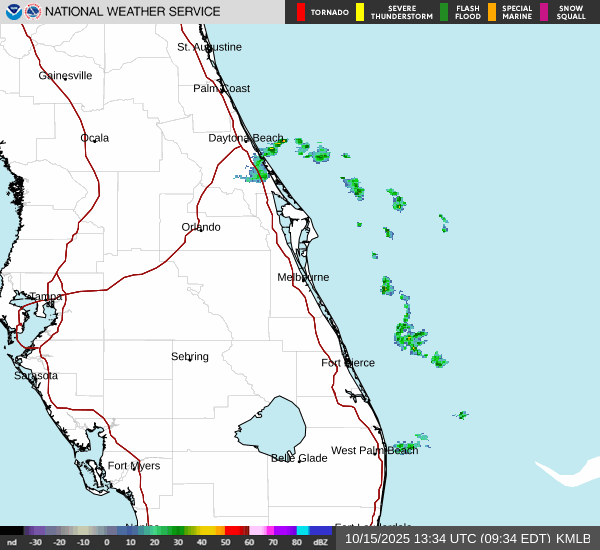 NATIONAL WEATHER SERVICE
TORNADO
SEVERE THUNDERSTORM
FLASH FLOOD
SPECIAL MARINE
SNOW SQUALL
St. Augustine
Gainesville
Palm Coast
Ocala
Daytona Beach
Orlando
Melbourne
Tampa
Sebring
Fort Pierce
Sarasota
West Palm Beach
Belle Glade
Fort Myers
Fort Lauderdale
nd -30 -20 -10 0 10 20 30 40 50 60 70 80 dBZ
10/15/2025 13:34 UTC (09:34 EDT) KMLB